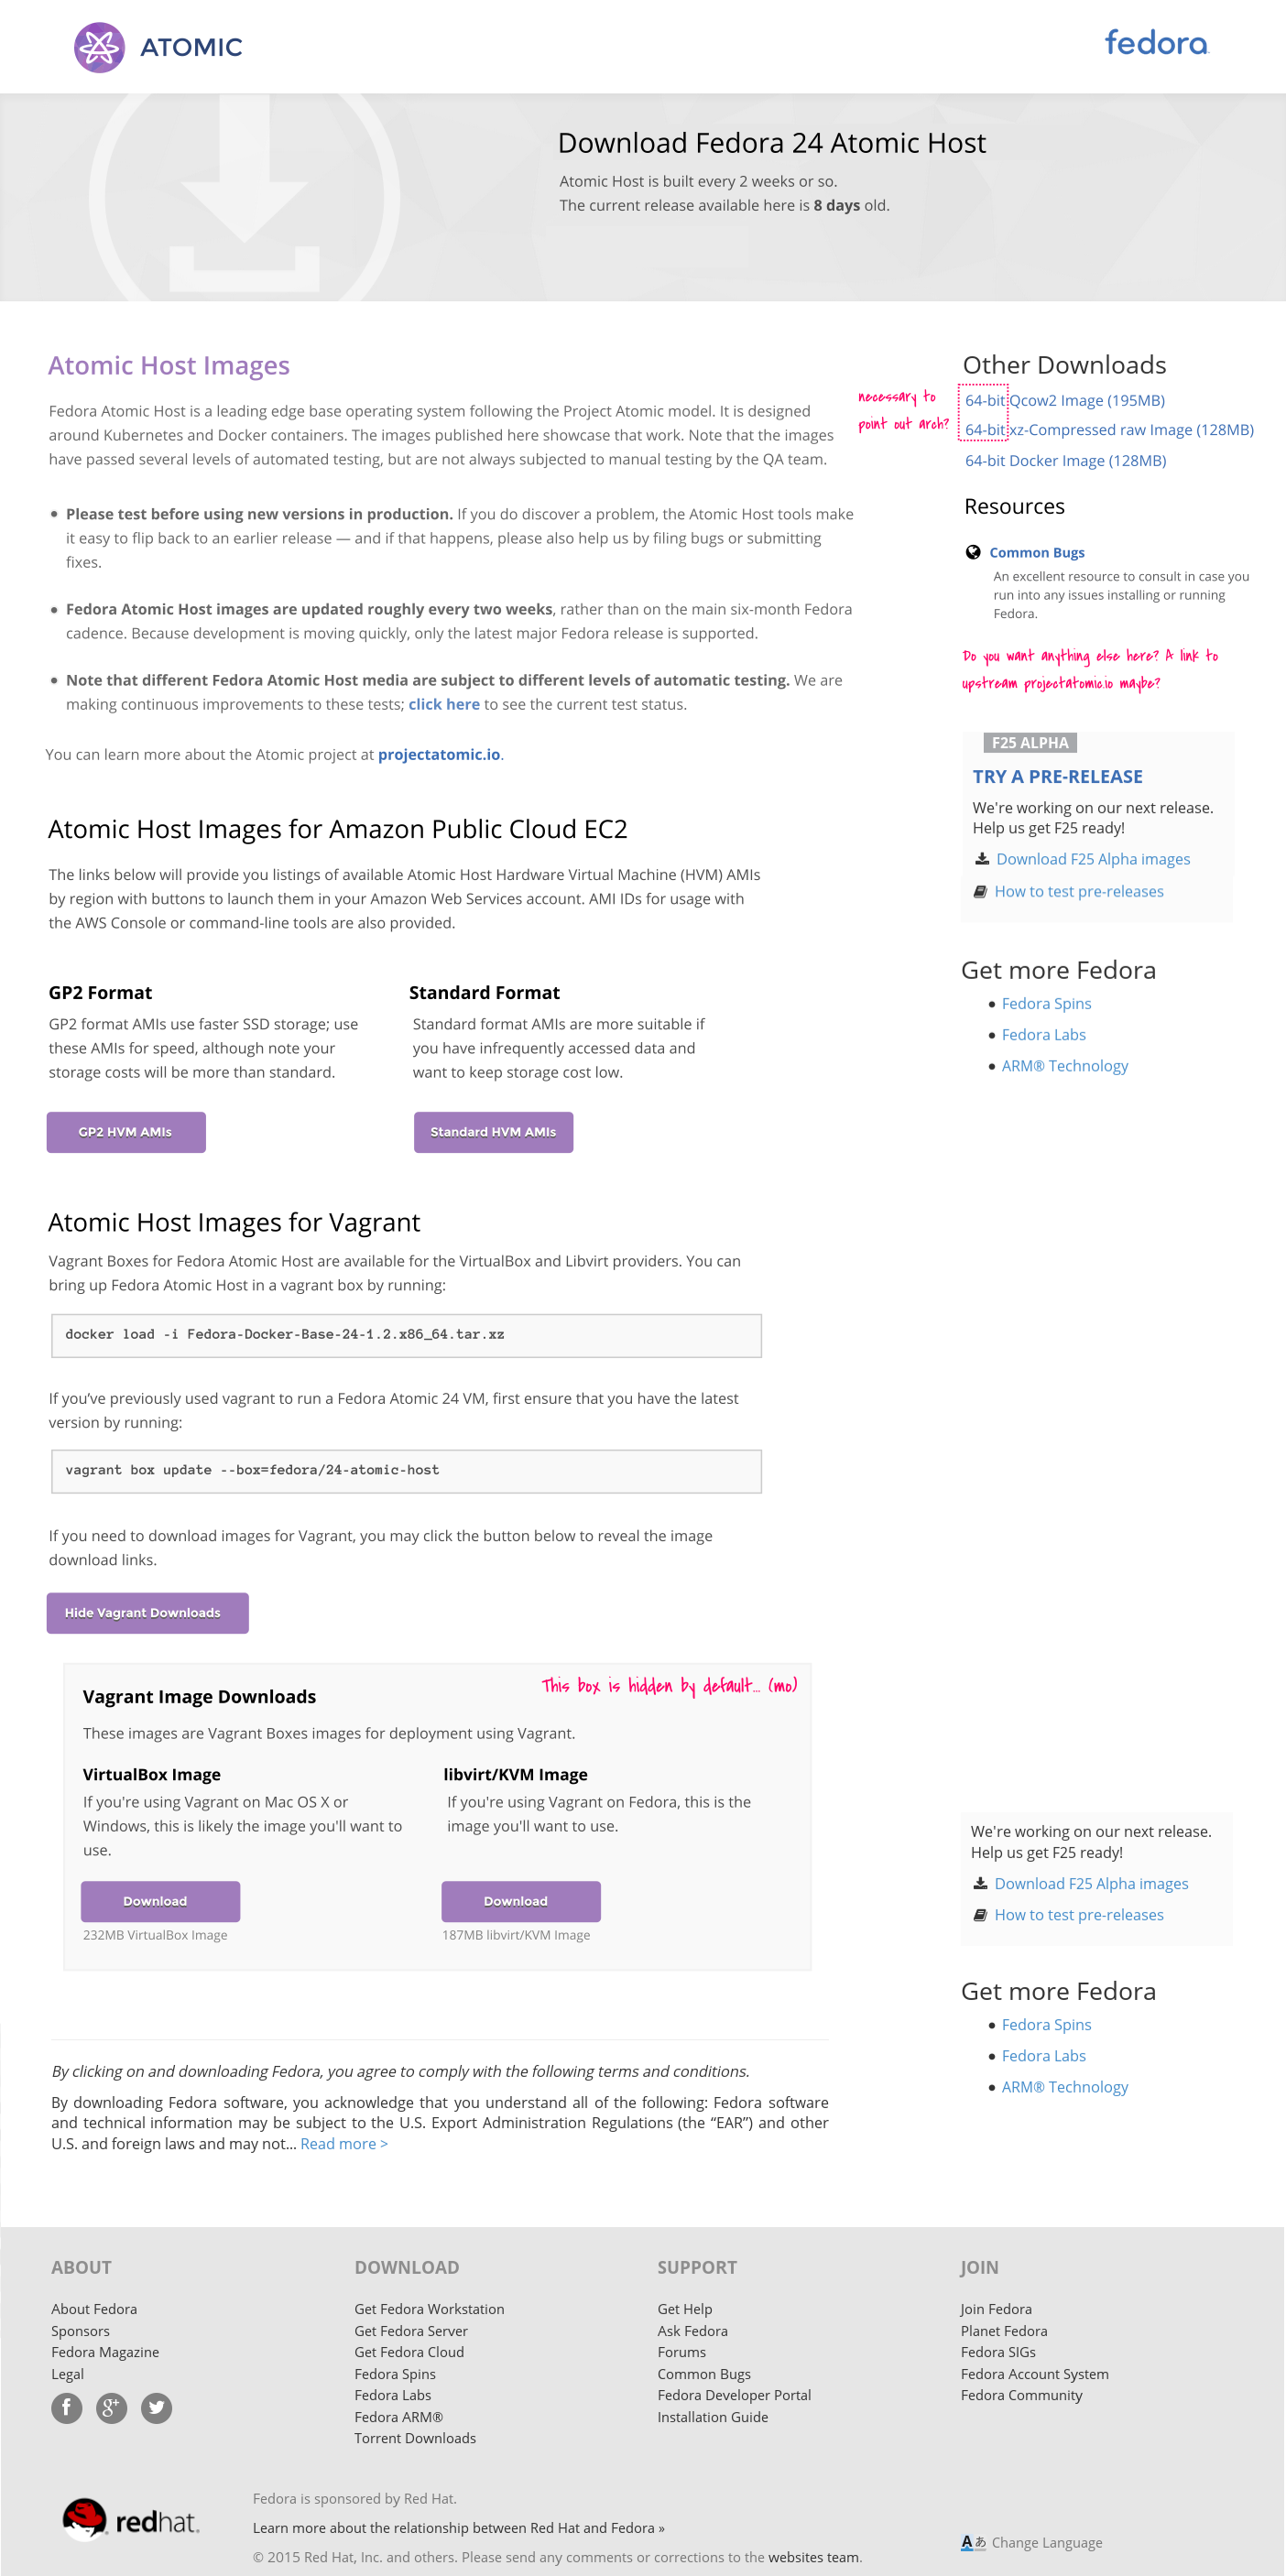 ATOMIC
fedora
Download Fedora 24 Atomic Host
Atomic Host is built every 2 weeks or so.
The current release available here is 8 days old.
Atomic Host Images
Fedora Atomic Host is a leading edge base operating system following the Project Atomic model. It is designed
around Kubernetes and Docker containers. The images published here showcase that work. Note that the images
have passed several levels of automated testing, but are not always subjected to manual testing by the QA team.
Please test before using new versions in production. If you do discover a problem, the Atomic Host tools make
it easy to flip back to an earlier release — and if that happens, please also help us by filing bugs or submitting
fixes.
Fedora Atomic Host images are updated roughly every two weeks, rather than on the main six-month Fedora
cadence. Because development is moving quickly, only the latest major Fedora release is supported.
Note that different Fedora Atomic Host media are subject to different levels of automatic testing. We are
making continuous improvements to these tests; click here to see the current test status.
You can learn more about the Atomic project at projectatomic.io.
Atomic Host Images for Amazon Public Cloud EC2
The links below will provide you listings of available Atomic Host Hardware Virtual Machine (HVM) AMIs
by region with buttons to launch them in your Amazon Web Services account. AMI IDs for usage with
the AWS Console or command-line tools are also provided.
GP2 Format
GP2 format AMIs use faster SSD storage; use
these AMIs for speed, although note your
storage costs will be more than standard.
GP2 HVM AMIs
Standard Format
Standard format AMIs are more suitable if
you have infrequently accessed data and
want to keep storage cost low.
Standard HVM AMIs
Atomic Host Images for Vagrant
Vagrant Boxes for Fedora Atomic Host are available for the VirtualBox and Libvirt providers. You can
bring up Fedora Atomic Host in a vagrant box by running:
docker load -i Fedora-Docker-Base-24-1.2.x86_64.tar.xz
If you’ve previously used vagrant to run a Fedora Atomic 24 VM, first ensure that you have the latest
version by running:
vagrant box update --box=fedora/24-atomic-host
If you need to download images for Vagrant, you may click the button below to reveal the image
download links.
Hide Vagrant Downloads
This box is hidden by default... (mo)
Vagrant Image Downloads
These images are Vagrant Boxes images for deployment using Vagrant.
VirtualBox Image
If you're using Vagrant on Mac OS X or
Windows, this is likely the image you'll want to
use.
Download
232MB VirtualBox Image
libvirt/KVM Image
If you're using Vagrant on Fedora, this is the
image you'll want to use.
Download
187MB libvirt/KVM Image
By clicking on and downloading Fedora, you agree to comply with the following terms and conditions.
By downloading Fedora software, you acknowledge that you understand all of the following: Fedora software
and technical information may be subject to the U.S. Export Administration Regulations (the “EAR”) and other
U.S. and foreign laws and may not... Read more >
Other Downloads
necessary to
point out arch?
64-bit Qcow2 Image (195MB)
64-bit xz-Compressed raw Image (128MB)
64-bit Docker Image (128MB)
Resources
Common Bugs
An excellent resource to consult in case you
run into any issues installing or running
Fedora.
Do you want anything else here? A link to
upstream projectatomic.io maybe?
F25 ALPHA
TRY A PRE-RELEASE
We're working on our next release.
Help us get F25 ready!
Download F25 Alpha images
How to test pre-releases
Get more Fedora
Fedora Spins
Fedora Labs
ARM® Technology
We're working on our next release.
Help us get F25 ready!
Download F25 Alpha images
How to test pre-releases
Get more Fedora
Fedora Spins
Fedora Labs
ARM® Technology
ABOUT
About Fedora
Sponsors
Fedora Magazine
Legal
DOWNLOAD
Get Fedora Workstation
Get Fedora Server
Get Fedora Cloud
Fedora Spins
Fedora Labs
Fedora ARM®
Torrent Downloads
SUPPORT
Get Help
Ask Fedora
Forums
Common Bugs
Fedora Developer Portal
Installation Guide
JOIN
Join Fedora
Planet Fedora
Fedora SIGs
Fedora Account System
Fedora Community
redhat.
Fedora is sponsored by Red Hat.
Learn more about the relationship between Red Hat and Fedora »
© 2015 Red Hat, Inc. and others. Please send any comments or corrections to the websites team.
Aあ Change Language